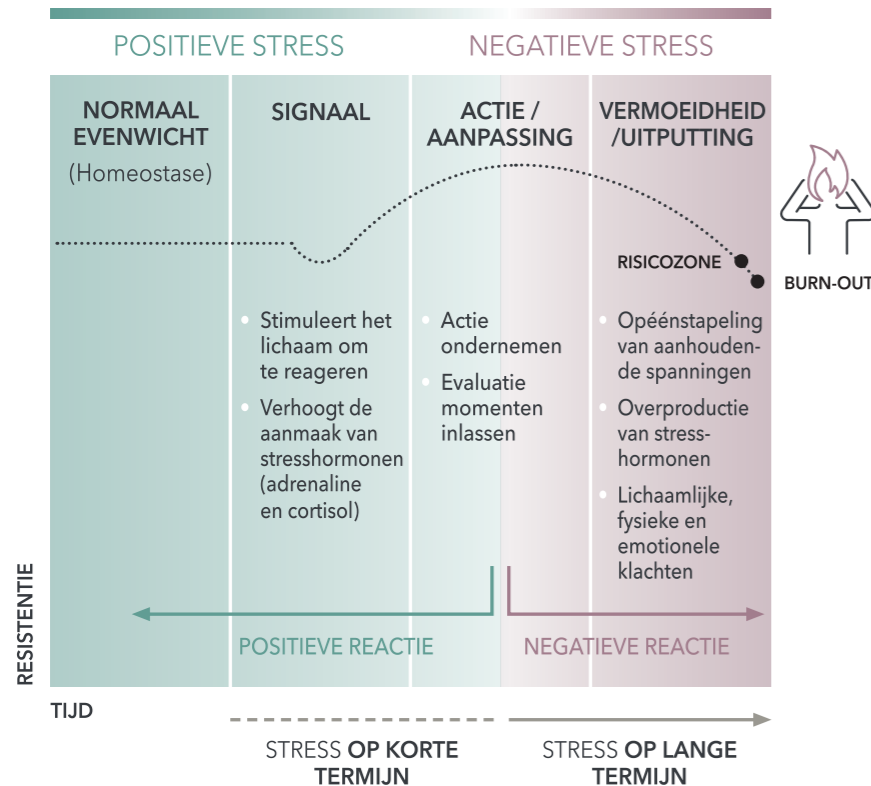 POSITIEVE STRESS
NEGATIEVE STRESS
NORMAAL
EVENWICHT
(Homeostase)
SIGNAAL
ACTIE /
AANPASSING
VERMOEIDHEID
/UITPUTTING
RISICOZONE
BURN-OUT
Stimuleert het
lichaam om
te reageren
Verhoogt de
aanmaak van
stresshormonen
(adrenaline
en cortisol)
Actie
ondernemen
Evaluatie
momenten
inlassen
Opéénstapeling
van aanhouden-
de spanningen
Overproductie
van stress-
hormonen
Lichaamlijke,
fysieke en
emotionele
klachten
POSITIEVE REACTIE
NEGATIEVE REACTIE
RESISTENTIE
TIJD
STRESS OP KORTE
TERMIJN
STRESS OP LANGE
TERMIJN